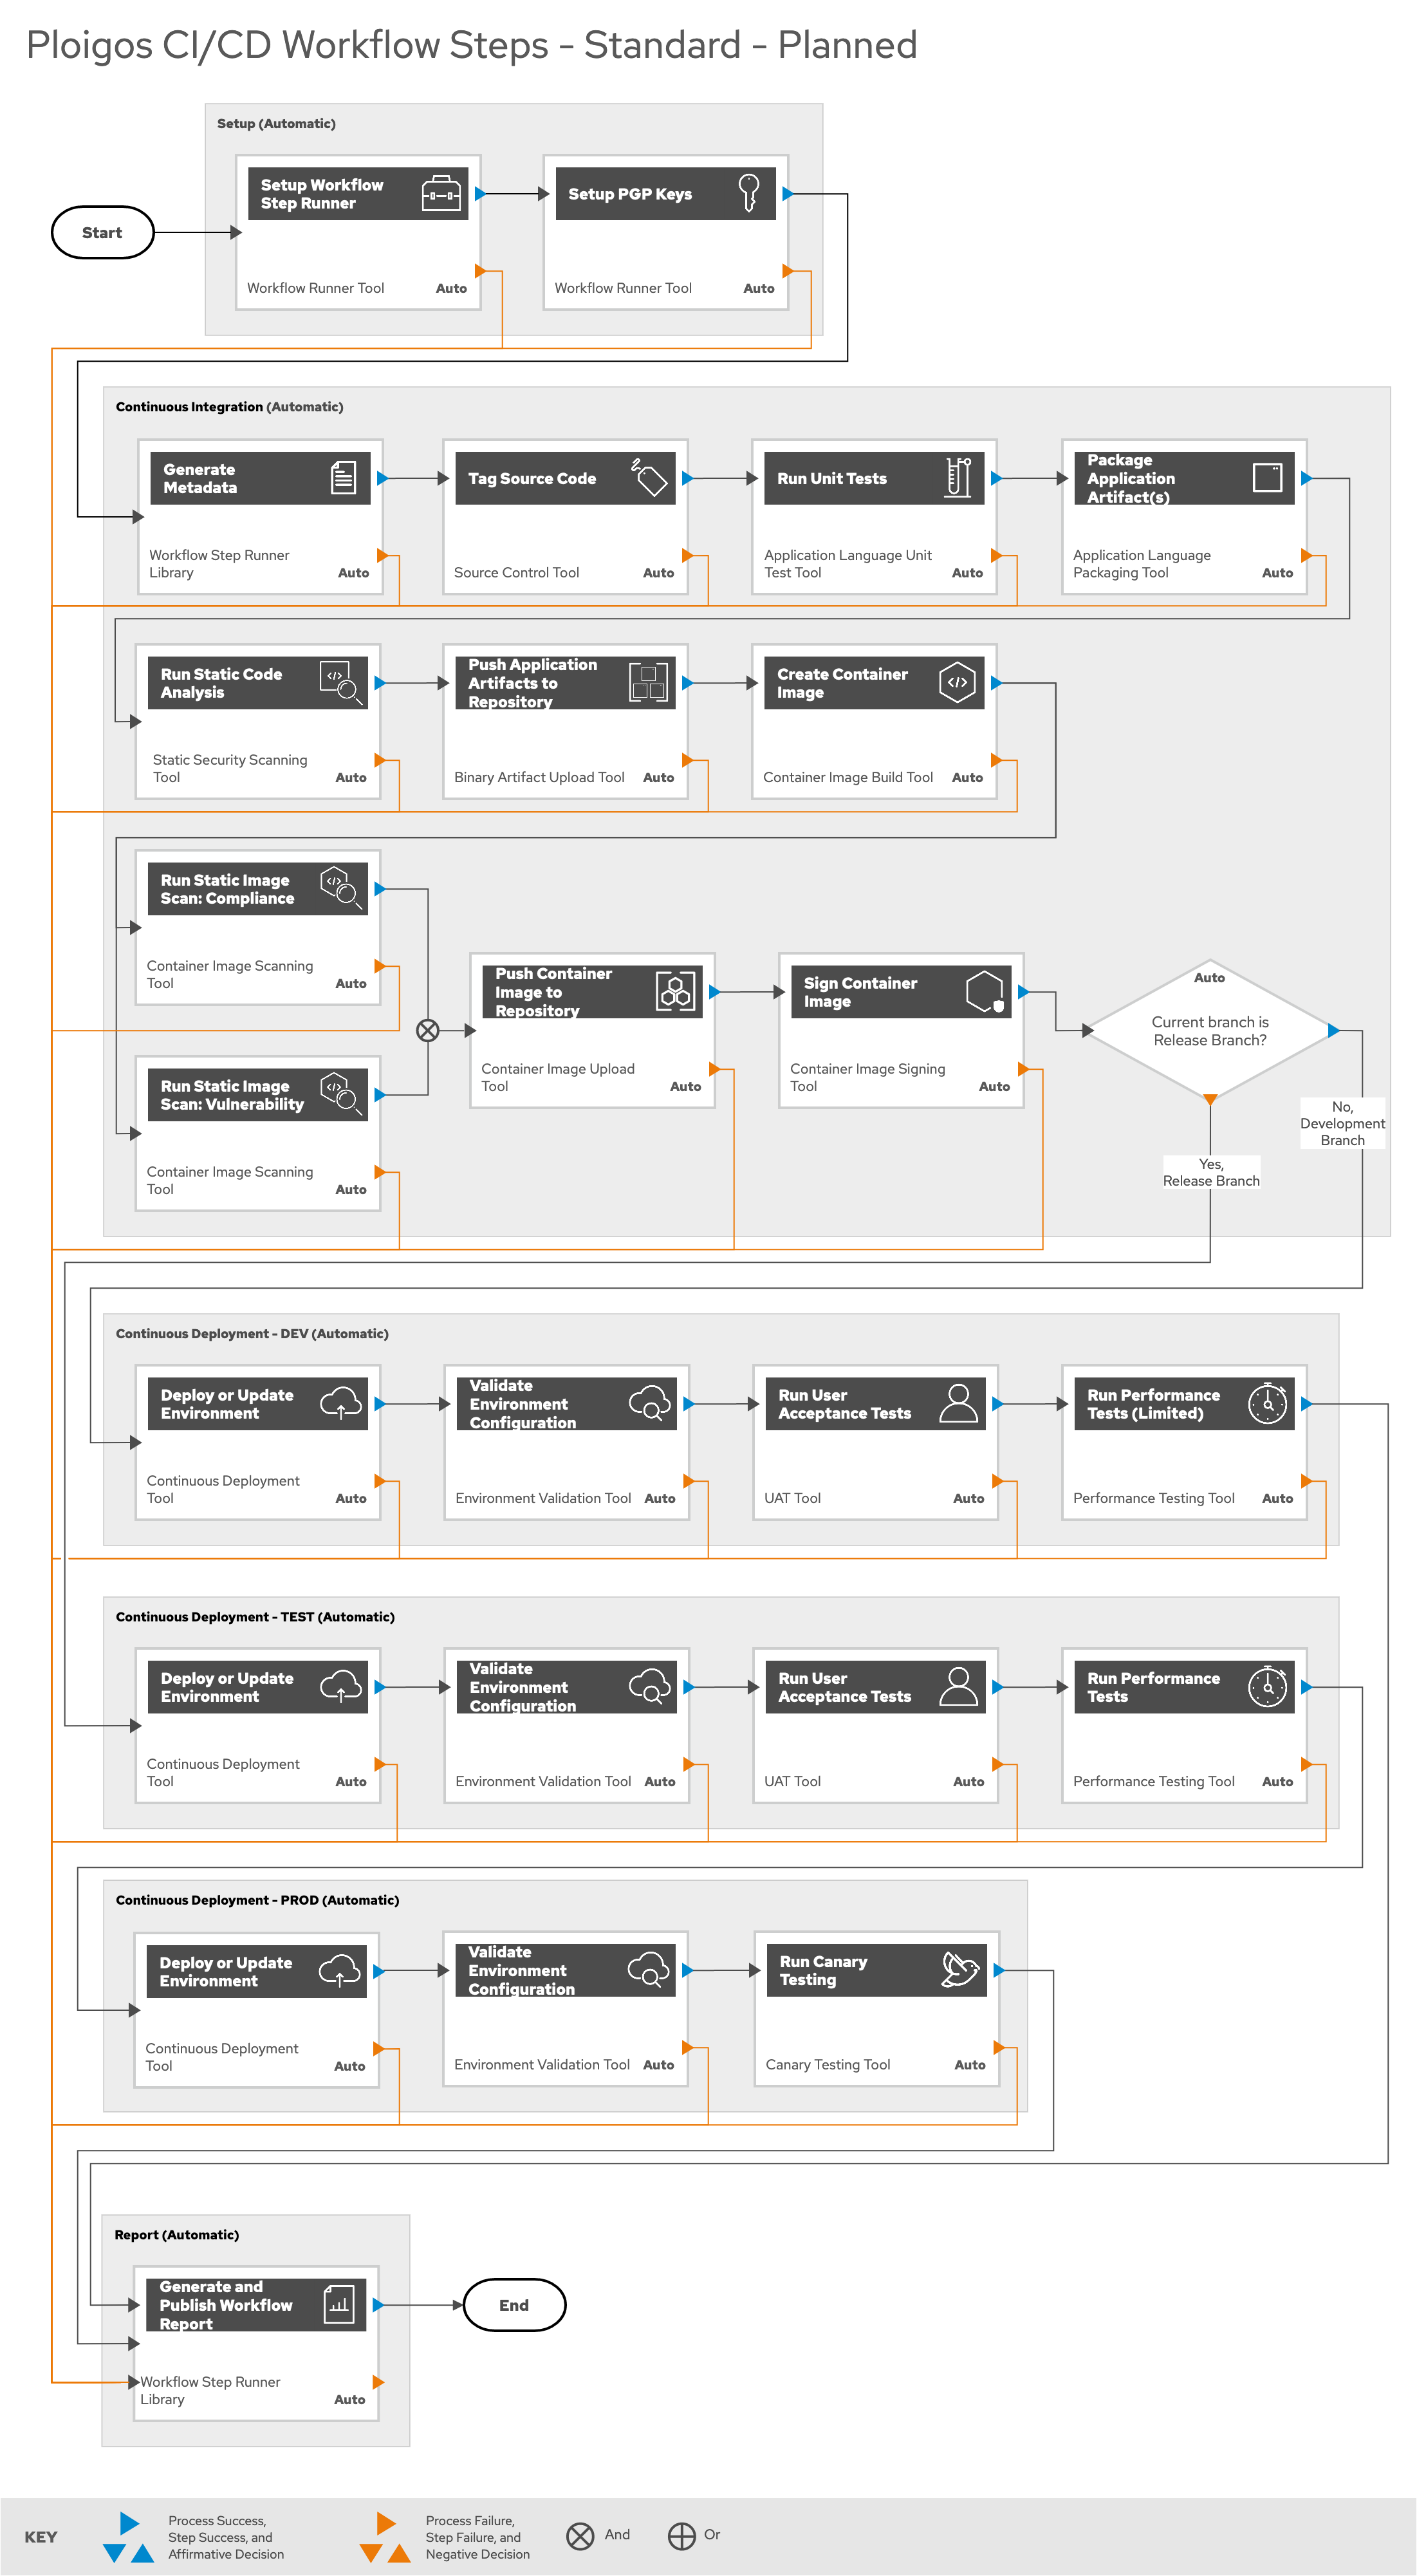 Ploigos CI/CD Workflow Steps - Standard - Planned
Setup (Automatic)
Start
Setup Workflow
Step Runner
Workflow Runner Tool
Auto
Setup PGP Keys
Workflow Runner Tool
Auto
Continuous Integration (Automatic)
Generate
Metadata
Workflow Step Runner
Library
Auto
Tag Source Code
Source Control Tool
Auto
Run Unit Tests
Application Language Unit
Test Tool
Auto
Package
Application
Artifact(s)
Application Language
Packaging Tool
Auto
Run Static Code
Analysis
Static Security Scanning
Tool
Auto
Push Application
Artifacts to
Repository
Binary Artifact Upload Tool
Auto
Create Container
Image
Container Image Build Tool
Auto
Run Static Image
Scan: Compliance
Container Image Scanning
Tool
Auto
Run Static Image
Scan: Vulnerability
Container Image Scanning
Tool
Auto
Push Container
Image to
Repository
Container Image Upload
Tool
Auto
Sign Container
Image
Container Image Signing
Tool
Auto
Auto
Current branch is
Release Branch?
No,
Development
Branch
Yes,
Release Branch
Continuous Deployment - DEV (Automatic)
Deploy or Update
Environment
Continuous Deployment
Tool
Auto
Validate
Environment
Configuration
Environment Validation Tool
Auto
Run User
Acceptance Tests
UAT Tool
Auto
Run Performance
Tests (Limited)
Performance Testing Tool
Auto
Continuous Deployment - TEST (Automatic)
Deploy or Update
Environment
Continuous Deployment
Tool
Auto
Validate
Environment
Configuration
Environment Validation Tool
Auto
Run User
Acceptance Tests
UAT Tool
Auto
Run Performance
Tests
Performance Testing Tool
Auto
Continuous Deployment - PROD (Automatic)
Deploy or Update
Environment
Continuous Deployment
Tool
Auto
Validate
Environment
Configuration
Environment Validation Tool
Auto
Run Canary
Testing
Canary Testing Tool
Auto
Report (Automatic)
Generate and
Publish Workflow
Report
Workflow Step Runner
Library
Auto
End
KEY
Process Success,
Step Success, and
Affirmative Decision
Process Failure,
Step Failure, and
Negative Decision
And
Or